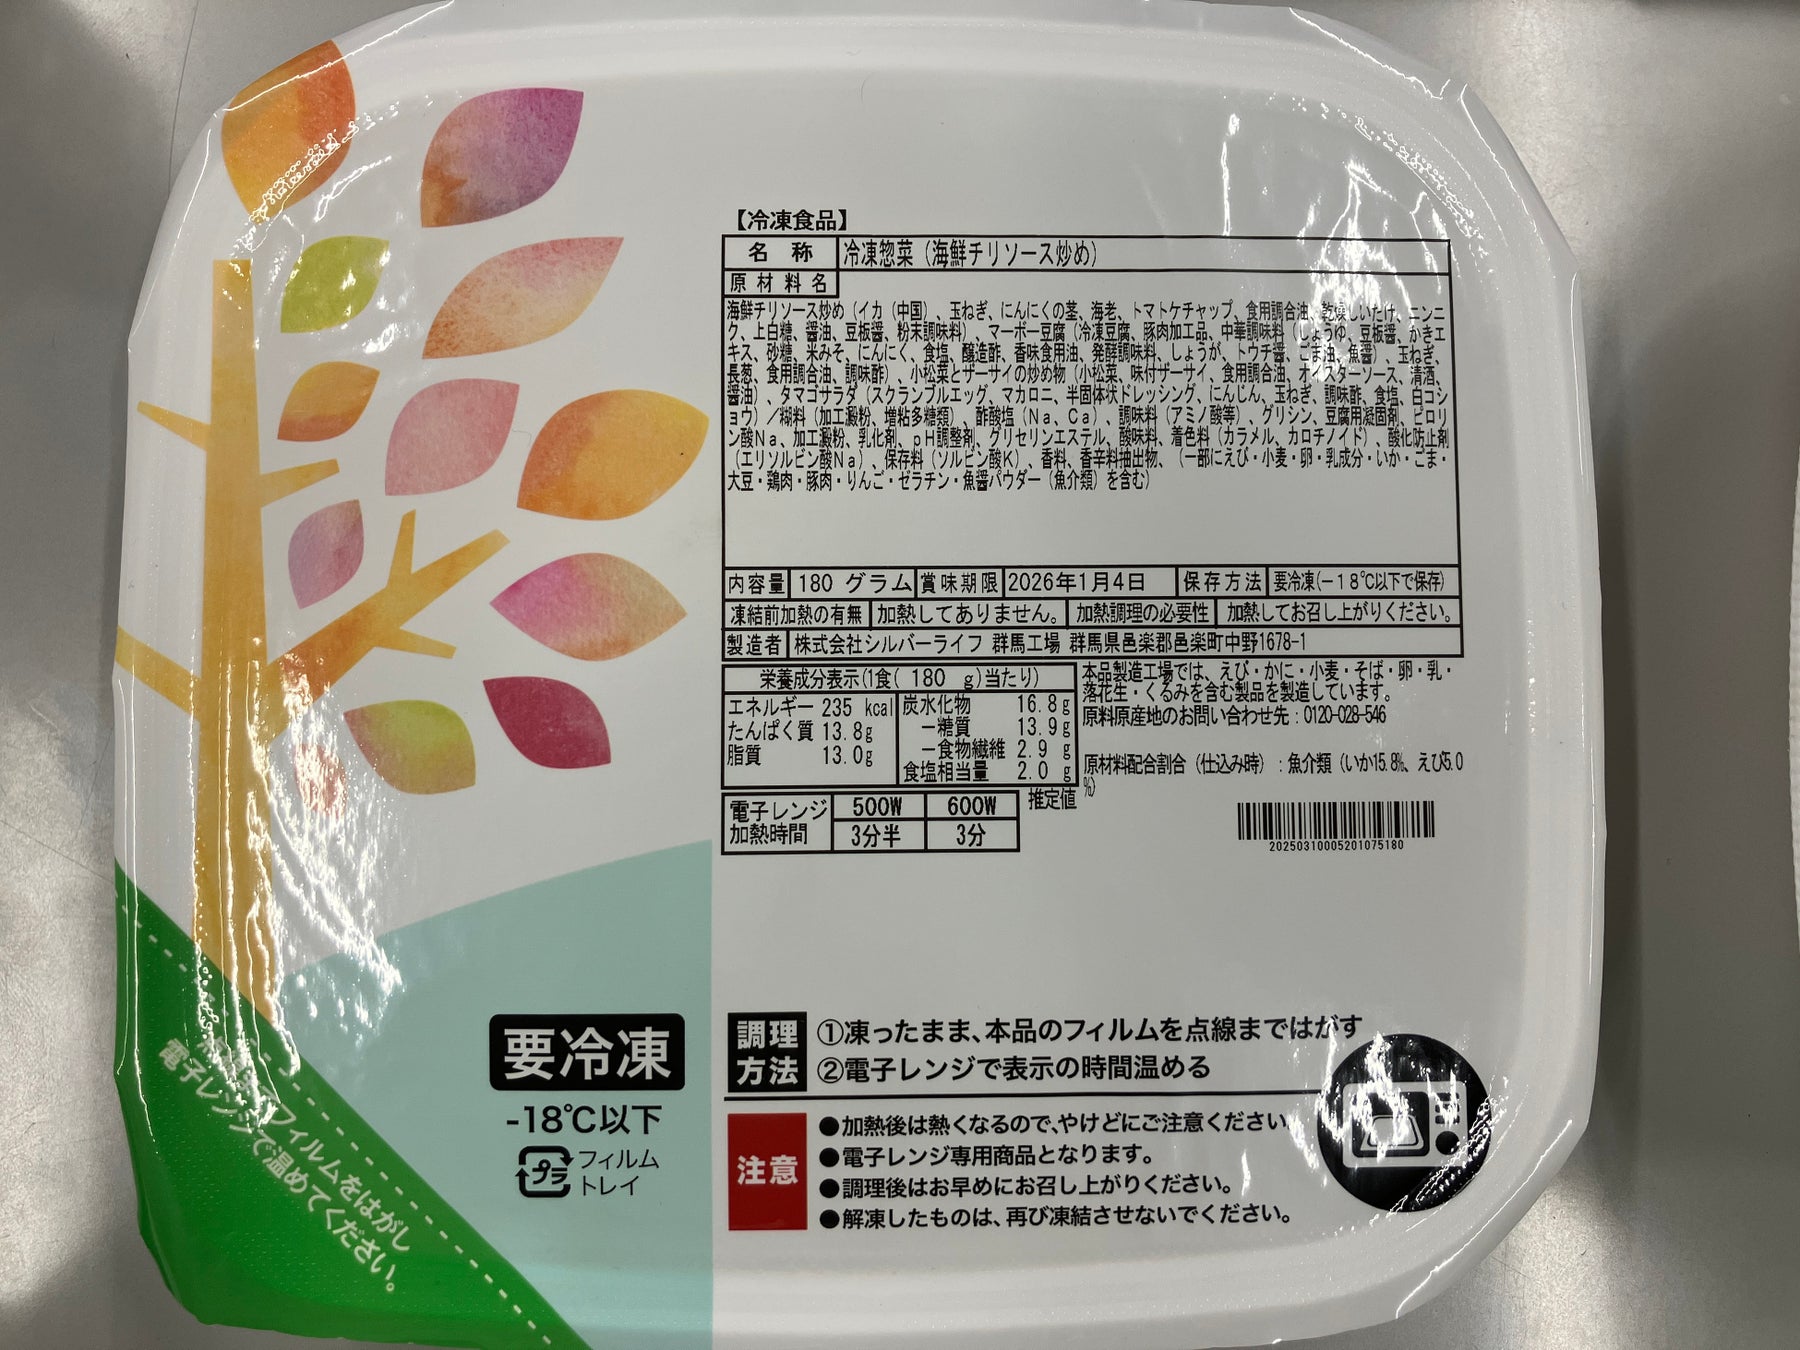 【冷凍食品】
名 称 冷凍惣菜（海鮮チリソース炒め）
原 材 料 名
海鮮チリソース炒め（イカ（中国）、玉ねぎ、にんにくの茎、海老、トマトケチャップ、食用調合油、乾燥しいたけ、ニンニ
ク、上白糖、醤油、豆板醤、粉末調味料）、マーボー豆腐（冷凍豆腐、豚肉加工品、中華調味料（しょうゆ、豆板醤、かきエ
キス、砂糖、米みそ、にんにく、食塩、醸造酢、香味食用油、発酵調味料、しょうが、トウチ醤、ごま油、魚醤）、玉ねぎ、
長葱、食用調合油、調味酢）、小松菜とザーサイの炒め物（小松菜、味付ザーサイ、食用調合油、オイスターソース、清酒、
醤油）、タマゴサラダ（スクランブルエッグ、マカロニ、半固体状ドレッシング、にんじん、玉ねぎ、調味酢、食塩、白コシ
ョウ）／糊料（加工澱粉、増粘多糖類）、酢酸塩（Ｎａ、Ｃａ）、調味料（アミノ酸等）、グリシン、豆腐用凝固剤、ピロリ
ン酸Ｎａ、加工澱粉、乳化剤、ｐＨ調整剤、グリセリンエステル、酸味料、着色料（カラメル、カロチノイド）、酸化防止剤
（エリソルビン酸Ｎａ）、保存料（ソルビン酸Ｋ）、香料、香辛料抽出物、（一部にえび・小麦・卵・乳成分・いか・ごま・
大豆・鶏肉・豚肉・りんご・ゼラチン・魚醤パウダー（魚介類）を含む）
内容量 180 グラム 賞味期限 2026年1月4日 保存方法 要冷凍(－１８℃以下で保存)
凍結前加熱の有無 加熱してありません。 加熱調理の必要性 加熱してお召し上がりください。
製造者 株式会社シルバーライフ 群馬工場 群馬県邑楽郡邑楽町中野1678-1
栄養成分表示(1食( 180 g)当たり)
エネルギー 235 kcal 炭水化物 16.8g
たんぱく質 13.8g －糖質 13.9g
脂質 13.0g －食物繊維 2.9 g
食塩相当量 2.0 g
推定値
本品製造工場では、えび・かに・小麦・そば・卵・乳・
落花生・くるみを含む製品を製造しています。
原料原産地のお問い合わせ先：0120-028-546
原材料配合割合（仕込み時）：魚介類（いか15.8%、えび5.0
%）
電子レンジ 500W 600W
加熱時間 3分半 3分
20250310005201075180
要冷凍
-18℃以下
プラ
フィルム
トレイ
調理
方法
①凍ったまま、本品のフィルムを点線まではがす
②電子レンジで表示の時間温める
注意
●加熱後は熱くなるので、やけどにご注意ください
●電子レンジ専用商品となります。
●調理後はお早めにお召し上がりください。
●解凍したものは、再び凍結させないでください。
フィルムをはがし
電子レンジで温めてください。